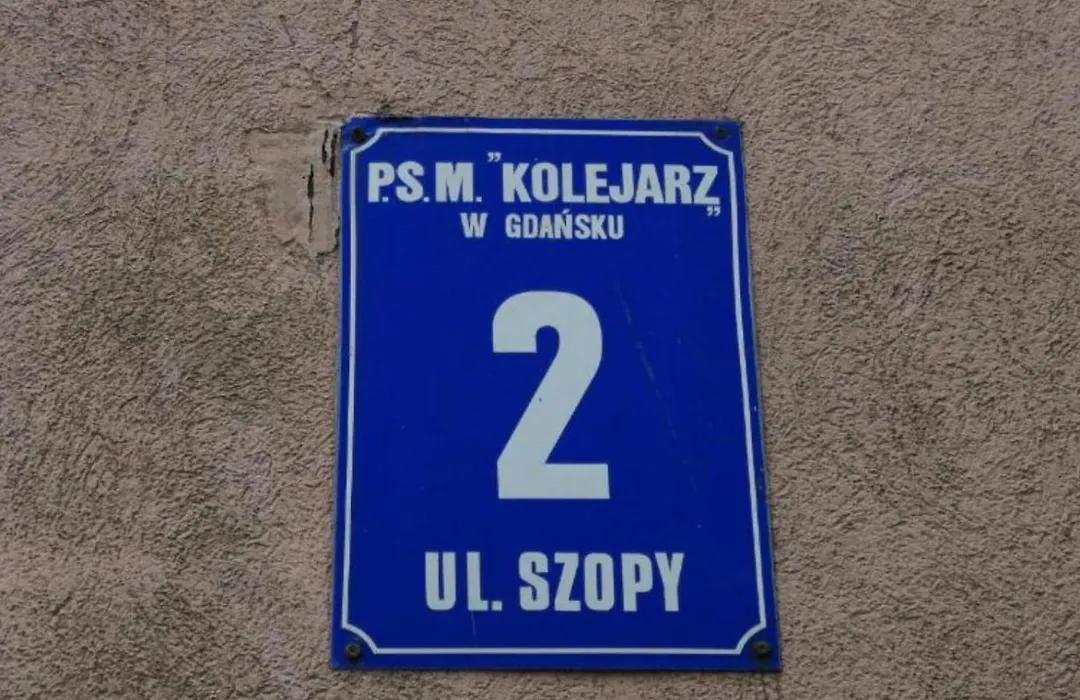 P.S.M. "KOLEJARZ"
W GDAŃSKU
2
UL. SZOPY